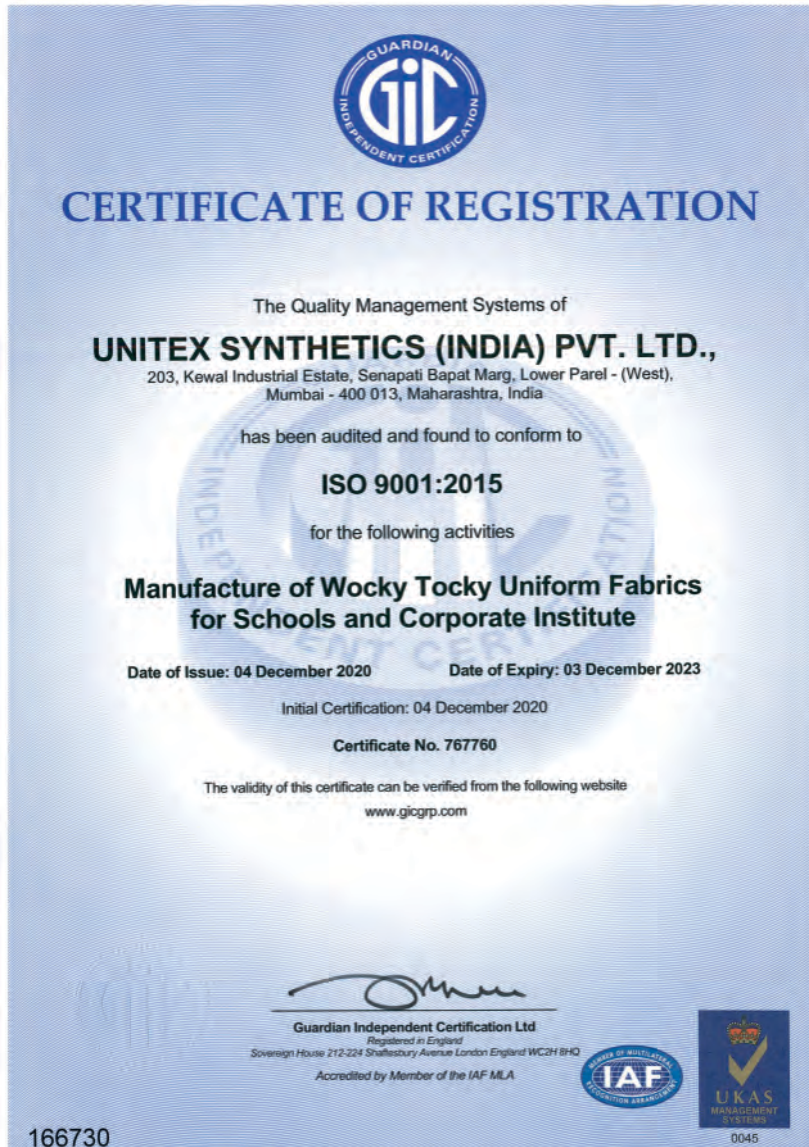 GUARDIAN
GiC
INDEPENDENT CERTIFICATION
CERTIFICATE OF REGISTRATION
The Quality Management Systems of
UNITEX SYNTHETICS (INDIA) PVT. LTD.,
203, Kewal Industrial Estate, Senapati Bapat Marg, Lower Parel - (West),
Mumbai - 400 013, Maharashtra, India
has been audited and found to conform to
ISO 9001:2015
for the following activities
Manufacture of Wocky Tocky Uniform Fabrics
for Schools and Corporate Institute
Date of Issue: 04 December 2020 Date of Expiry: 03 December 2023
Initial Certification: 04 December 2020
Certificate No. 767760
The validity of this certificate can be verified from the following website
www.gicgrp.com
Guardian Independent Certification Ltd
Registered in England
Sovereign House 212-224 Shaftesbury Avenue London England WC2H 8HQ
Accredited by Member of the IAF MLA
MEMBER OF MULTILATERAL
IAF
RECOGNITION ARRANGEMENT
UKAS
MANAGEMENT
SYSTEMS
0045
166730